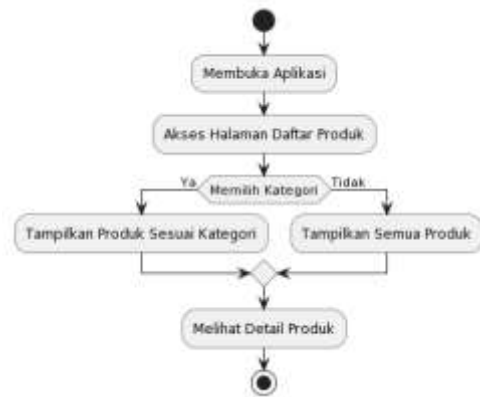 Membuka Aplikasi
Akses Halaman Daftar Produk
Ya
Memilih Kategori
Tidak
Tampilkan Produk Sesuai Kategori
Tampilkan Semua Produk
Melihat Detail Produk